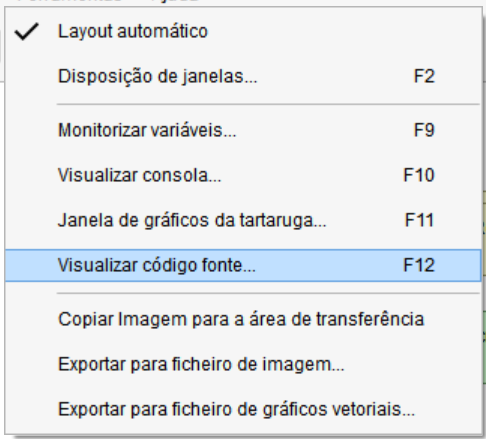 Layout automático
Disposição de janelas... F2
Monitorizar variáveis... F9
Visualizar consola... F10
Janela de gráficos da tartaruga... F11
Visualizar código fonte... F12
Copiar Imagem para a área de transferência
Exportar para ficheiro de imagem...
Exportar para ficheiro de gráficos vetoriais...